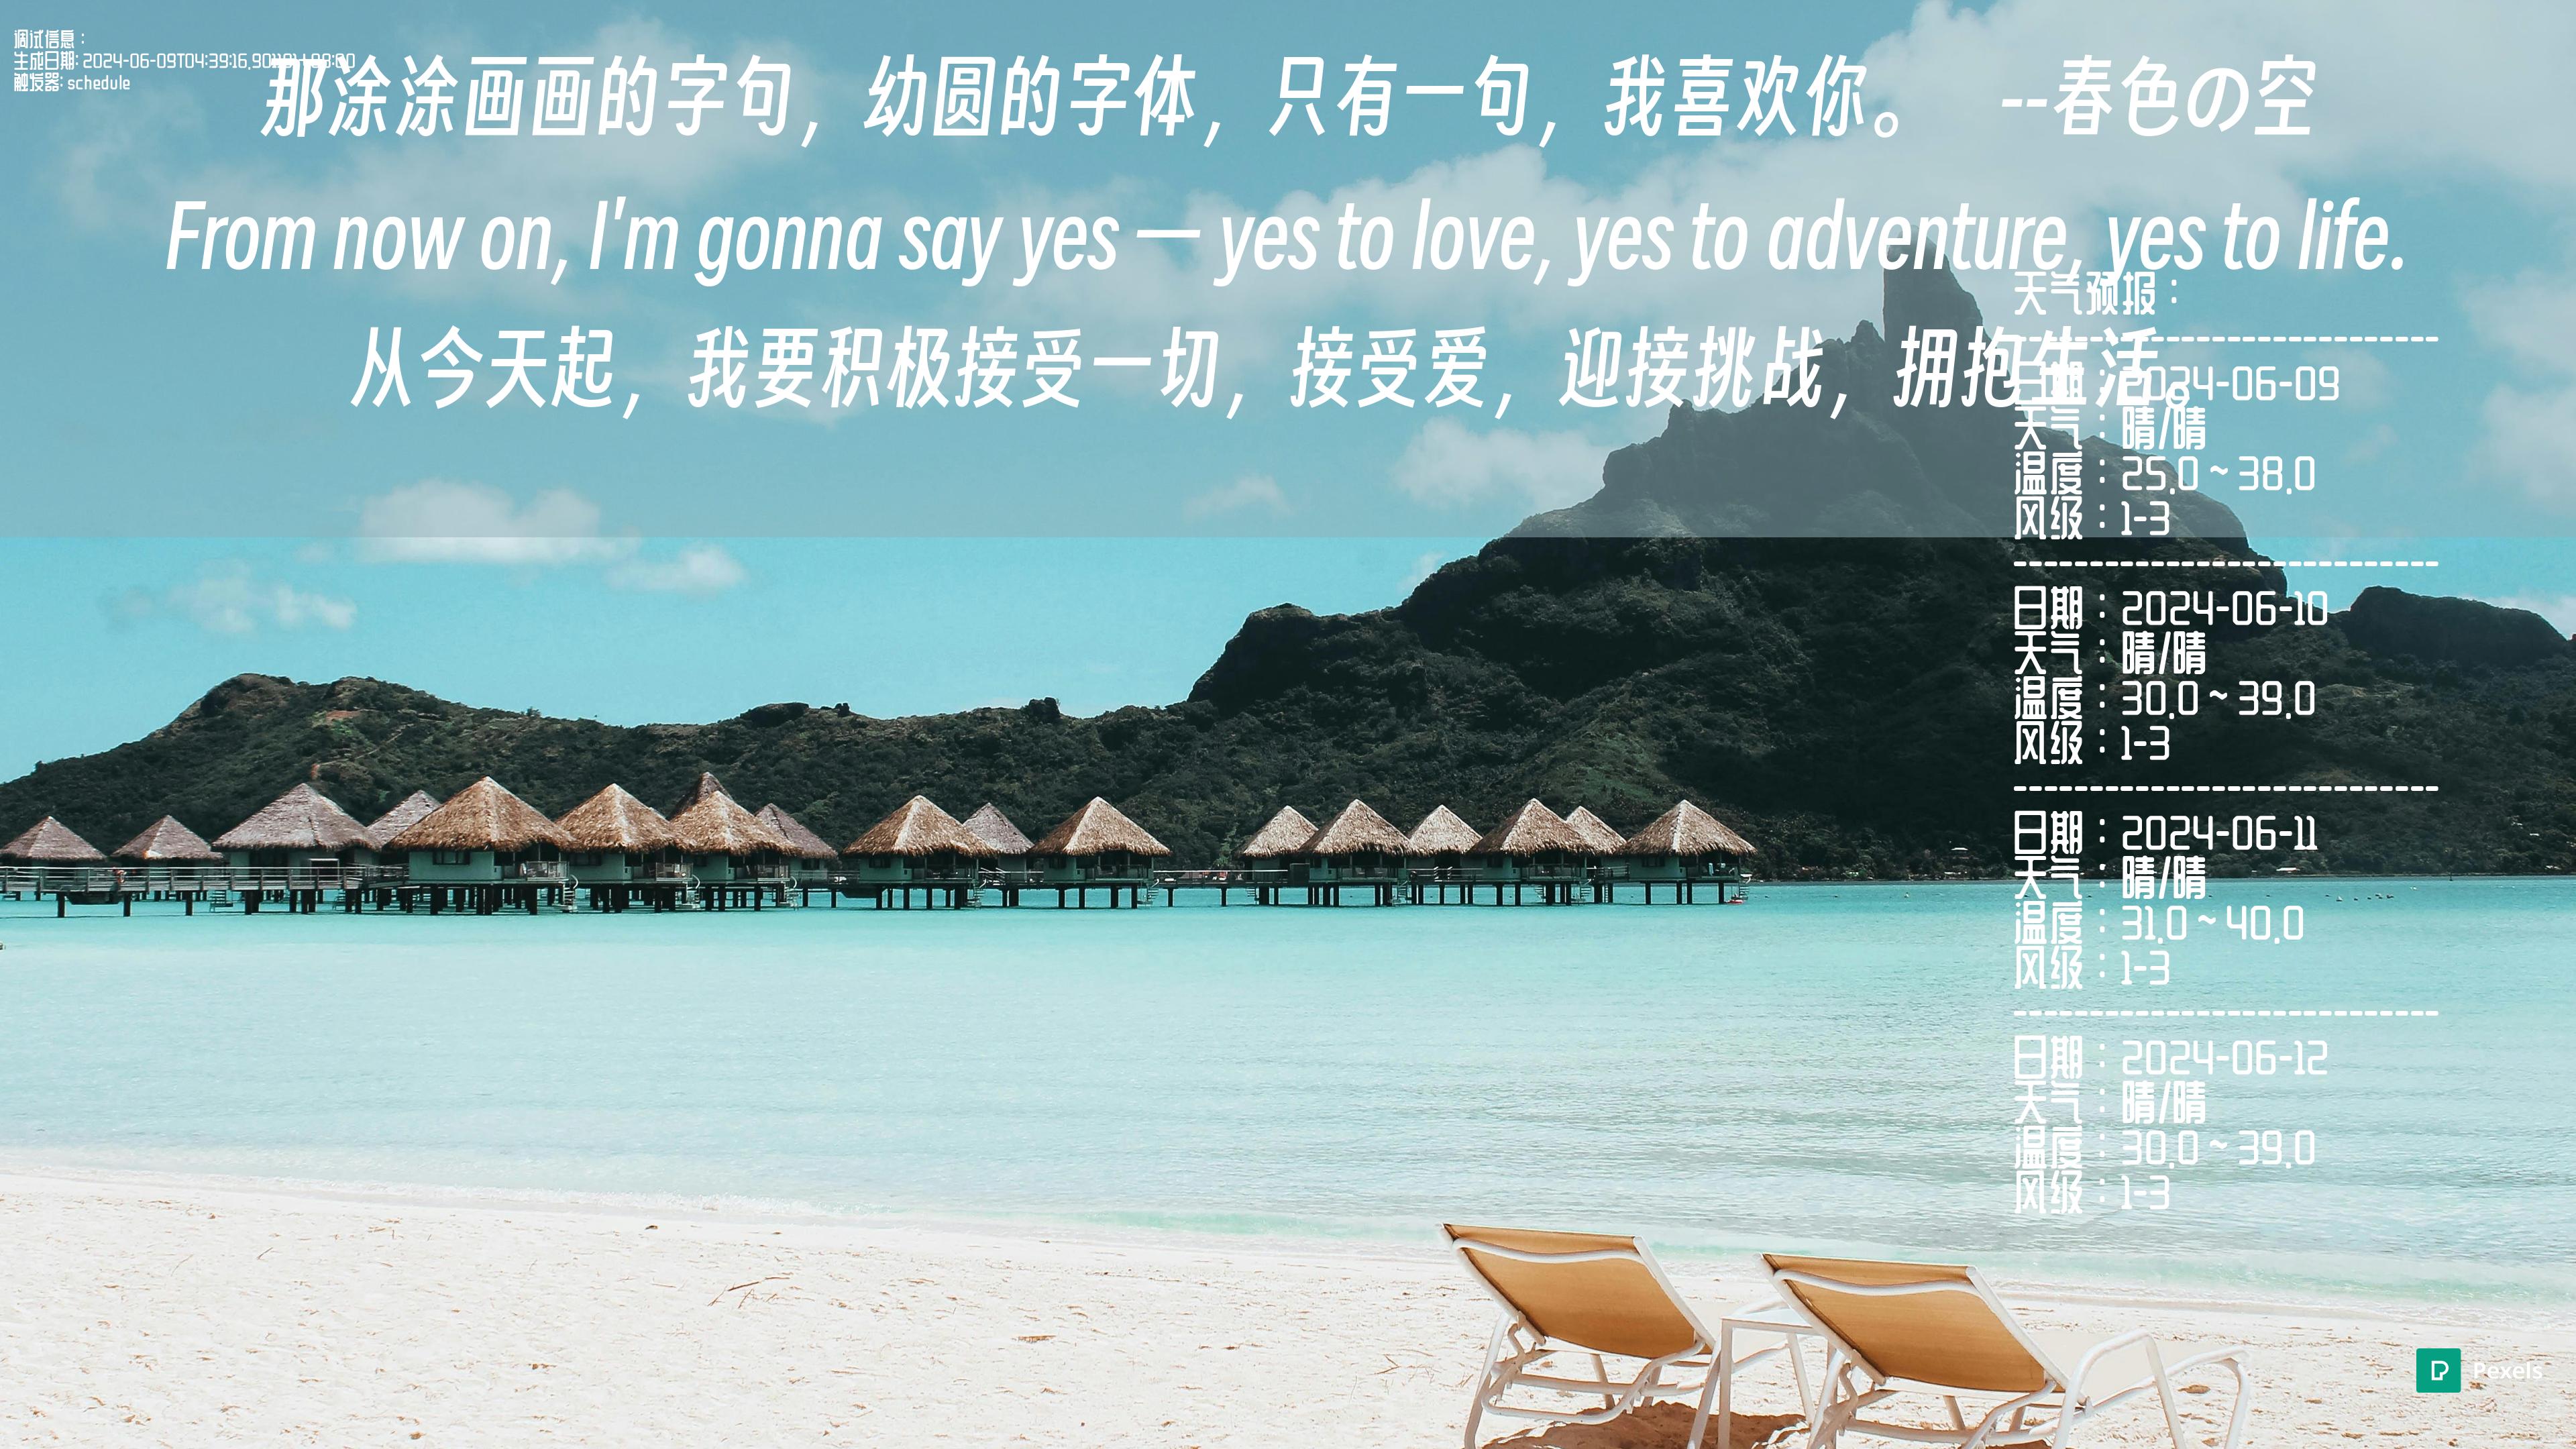 调试信息：
生成日期: 2024-06-09T04:39:16.901
触发器: schedule
那涂涂画画的字句，幼圆的字体，只有一句，我喜欢你。 --春色の空
From now on, I'm gonna say yes — yes to love, yes to adventure, yes to life.
从今天起，我要积极接受一切，接受爱，迎接挑战，拥抱生活。
天气预报：
----------------------------
日期：2024-06-09
天气：晴/晴
温度：25.0 ~ 38.0
风级：1-3
----------------------------
日期：2024-06-10
天气：晴/晴
温度：30.0 ~ 39.0
风级：1-3
----------------------------
日期：2024-06-11
天气：晴/晴
温度：31.0 ~ 40.0
风级：1-3
----------------------------
日期：2024-06-12
天气：晴/晴
温度：30.0 ~ 39.0
风级：1-3
Pexels